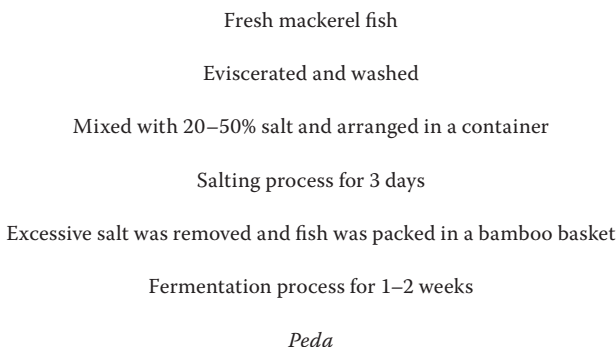 Fresh mackerel fish
Eviscerated and washed
Mixed with 20–50% salt and arranged in a container
Salting process for 3 days
Excessive salt was removed and fish was packed in a bamboo basket
Fermentation process for 1–2 weeks
Peda